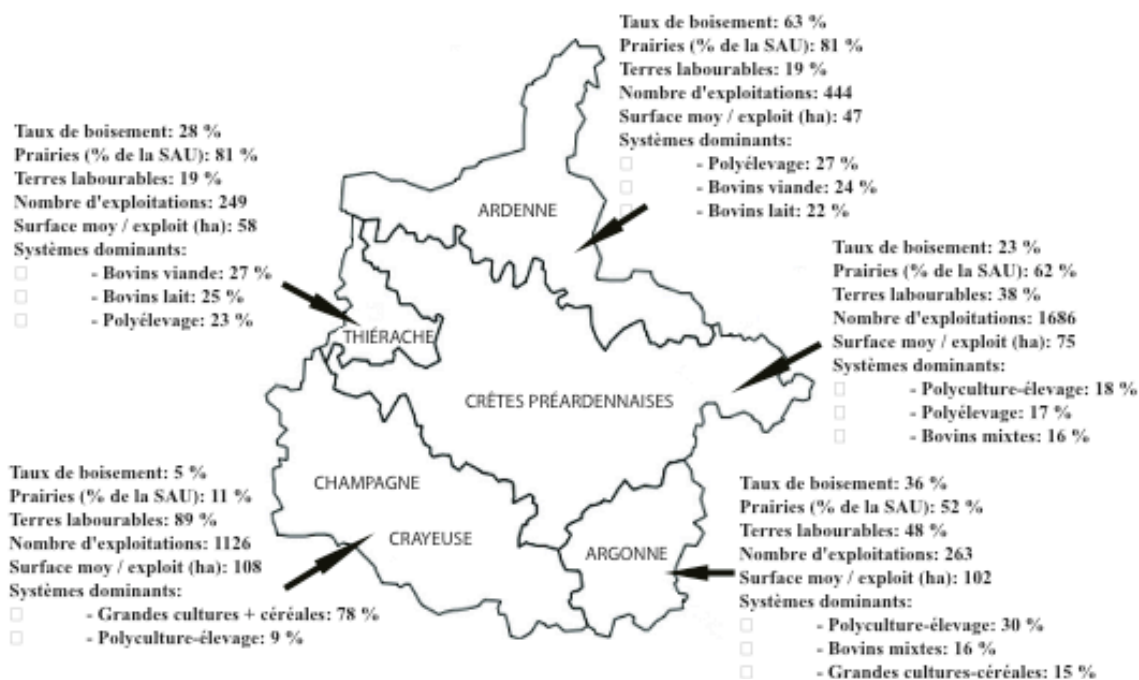 Taux de boisement: 63 %
Prairies (% de la SAU): 81 %
Terres labourables: 19 %
Nombre d'exploitations: 444
Surface moy / exploit (ha): 47
Systèmes dominants:
- Polyélevage: 27 %
- Bovins viande: 24 %
- Bovins lait: 22 %
Taux de boisement: 28 %
Prairies (% de la SAU): 81 %
Terres labourables: 19 %
Nombre d'exploitations: 249
Surface moy / exploit (ha): 58
Systèmes dominants:
- Bovins viande: 27 %
- Bovins lait: 25 %
- Polyélevage: 23 %
ARDENNE
THIÉRACHE
CRÊTES PRÉARDENNAISES
Taux de boisement: 23 %
Prairies (% de la SAU): 62 %
Terres labourables: 38 %
Nombre d'exploitations: 1686
Surface moy / exploit (ha): 75
Systèmes dominants:
- Polyculture-élevage: 18 %
- Polyélevage: 17 %
- Bovins mixtes: 16 %
Taux de boisement: 5 %
Prairies (% de la SAU): 11 %
Terres labourables: 89 %
Nombre d'exploitations: 1126
Surface moy / exploit (ha): 108
Systèmes dominants:
- Grandes cultures + céréales: 78 %
- Polyculture-élevage: 9 %
CHAMPAGNE
CRAYEUSE
ARGONNE
Taux de boisement: 36 %
Prairies (% de la SAU): 52 %
Terres labourables: 48 %
Nombre d'exploitations: 263
Surface moy / exploit (ha): 102
Systèmes dominants:
- Polyculture-élevage: 30 %
- Bovins mixtes: 16 %
- Grandes cultures-céréales: 15 %